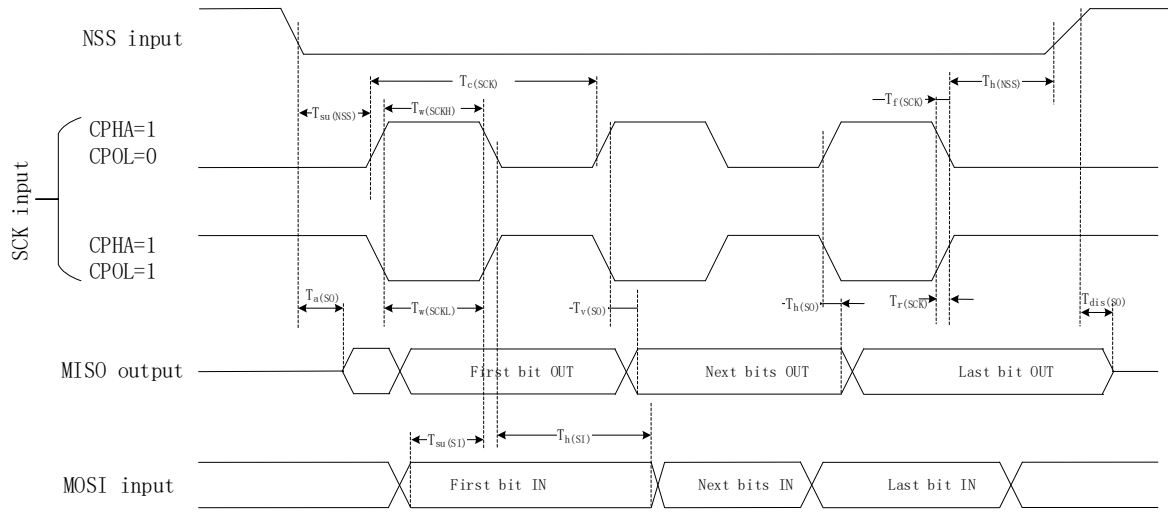 NSS input
Tc(SCK)
Th(NSS)
Tsu(NSS)
Tw(SCKH)
Tf(SCK)
SCK input
CPHA=1
CPOL=0
CPHA=1
CPOL=1
Ta(SO)
Tw(SCKL)
Tv(SO)
Th(SO)
Tr(SCK)
Tdis(SO)
MISO output
First bit OUT
Next bits OUT
Last bit OUT
Tsu(SI)
Th(SI)
MOSI input
First bit IN
Next bits IN
Last bit IN